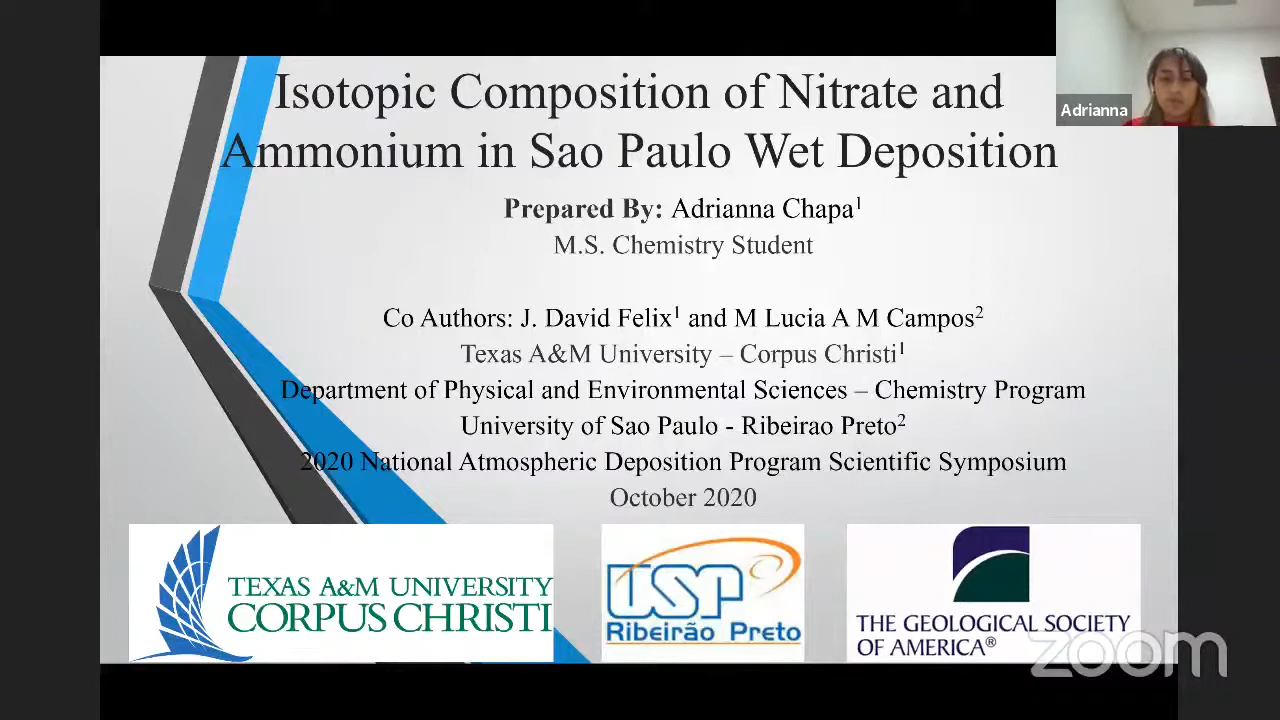 Isotopic Composition of Nitrate and
Ammonium in Sao Paulo Wet Deposition
Adrianna
Prepared By: Adrianna Chapa¹
M.S. Chemistry Student
Co Authors: J. David Felix¹ and M Lucia A M Campos²
Texas A&M University – Corpus Christi¹
Department of Physical and Environmental Sciences – Chemistry Program
University of Sao Paulo - Ribeirao Preto²
2020 National Atmospheric Deposition Program Scientific Symposium
October 2020
TEXAS A&M UNIVERSITY
CORPUS CHRISTI
USP
Ribeirão Preto
THE GEOLOGICAL SOCIETY
OF AMERICA®
zoom